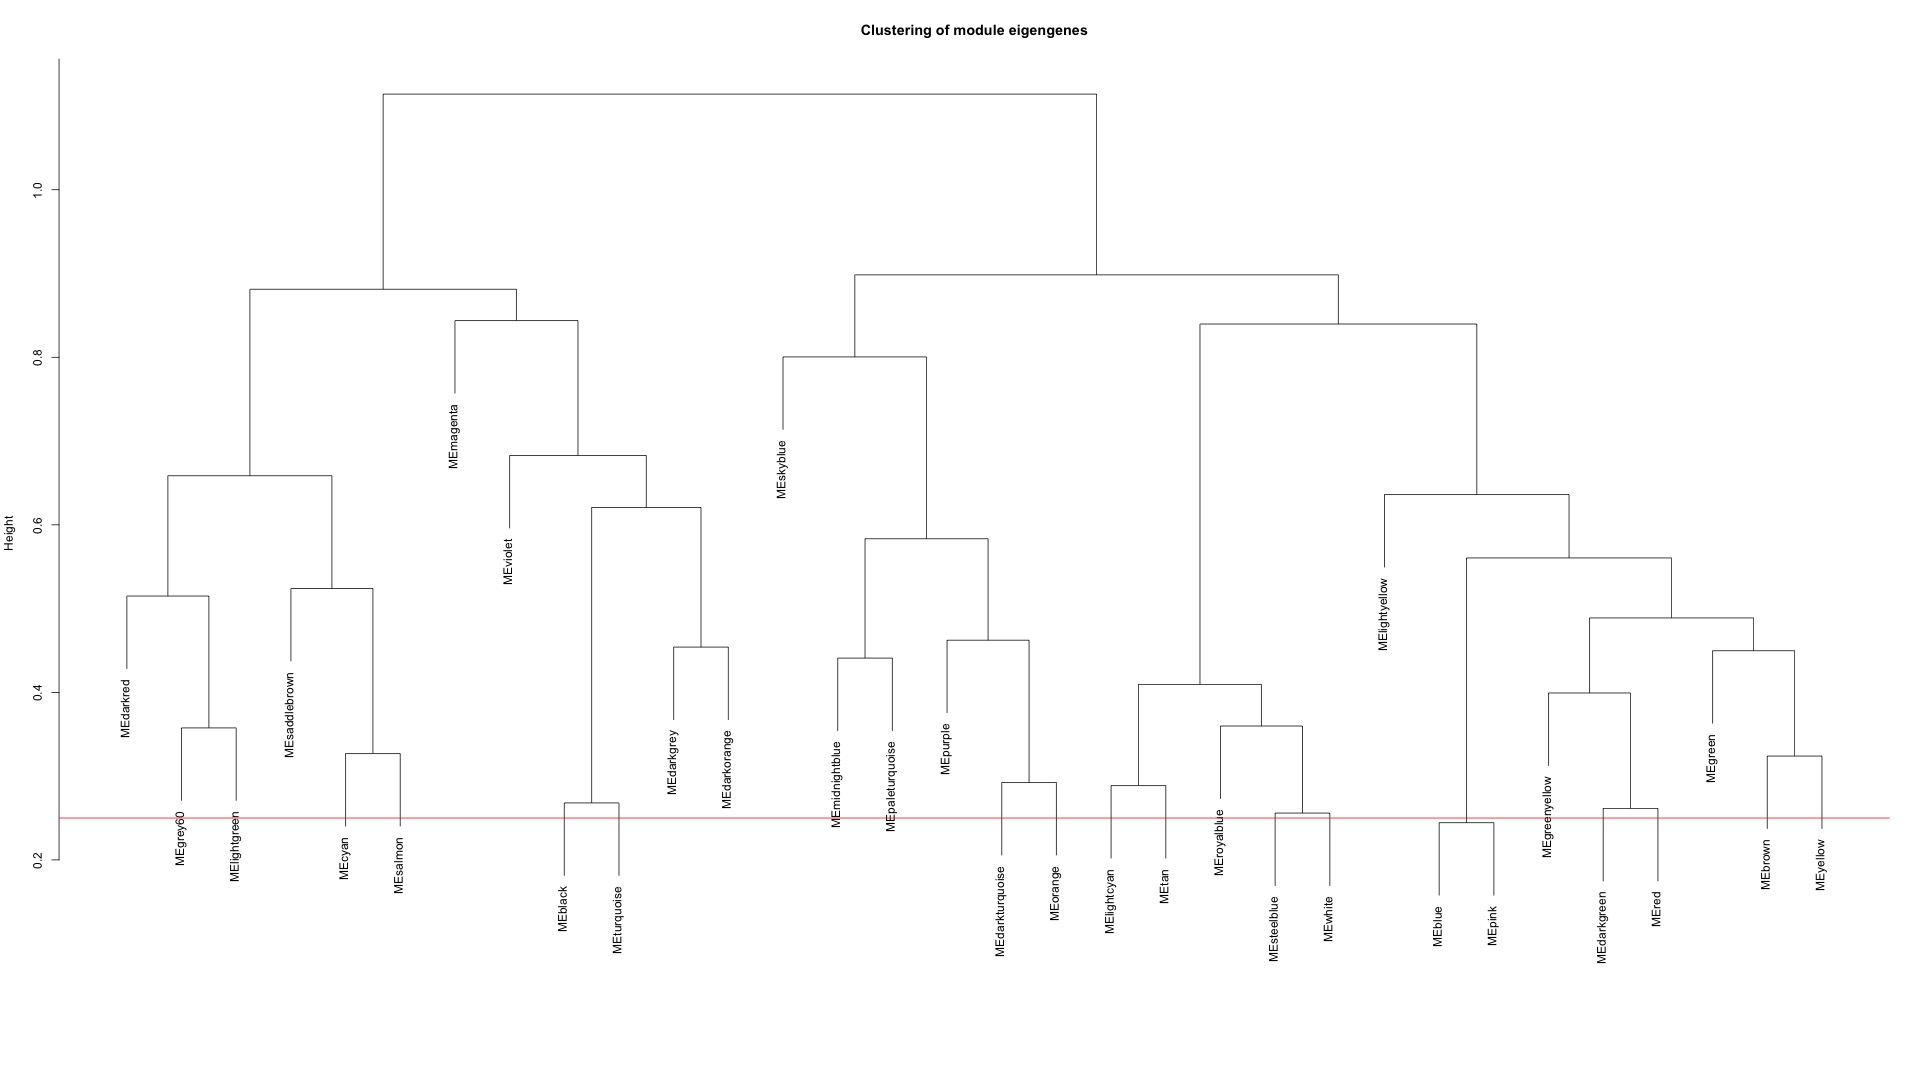 Clustering of module eigengenes
Height
1.0
0.8
0.6
0.4
0.2
MEdarkred
MEgrey60
MElightgreen
MEsaddlebrown
MEcyan
MEsalmon
MEmagenta
MEviolet
MEblack
MEturquoise
MEdarkgrey
MEdarkorange
MEskyblue
MEmidnightblue
MEpaleturquoise
MEpurple
MEdarkturquoise
MEorange
MElightcyan
MEtan
MEroyalblue
MEsteelblue
MEwhite
MElightyellow
MEblue
MEpink
MEgreenyellow
MEdarkgreen
MEred
MEgreen
MEbrown
MEyellow